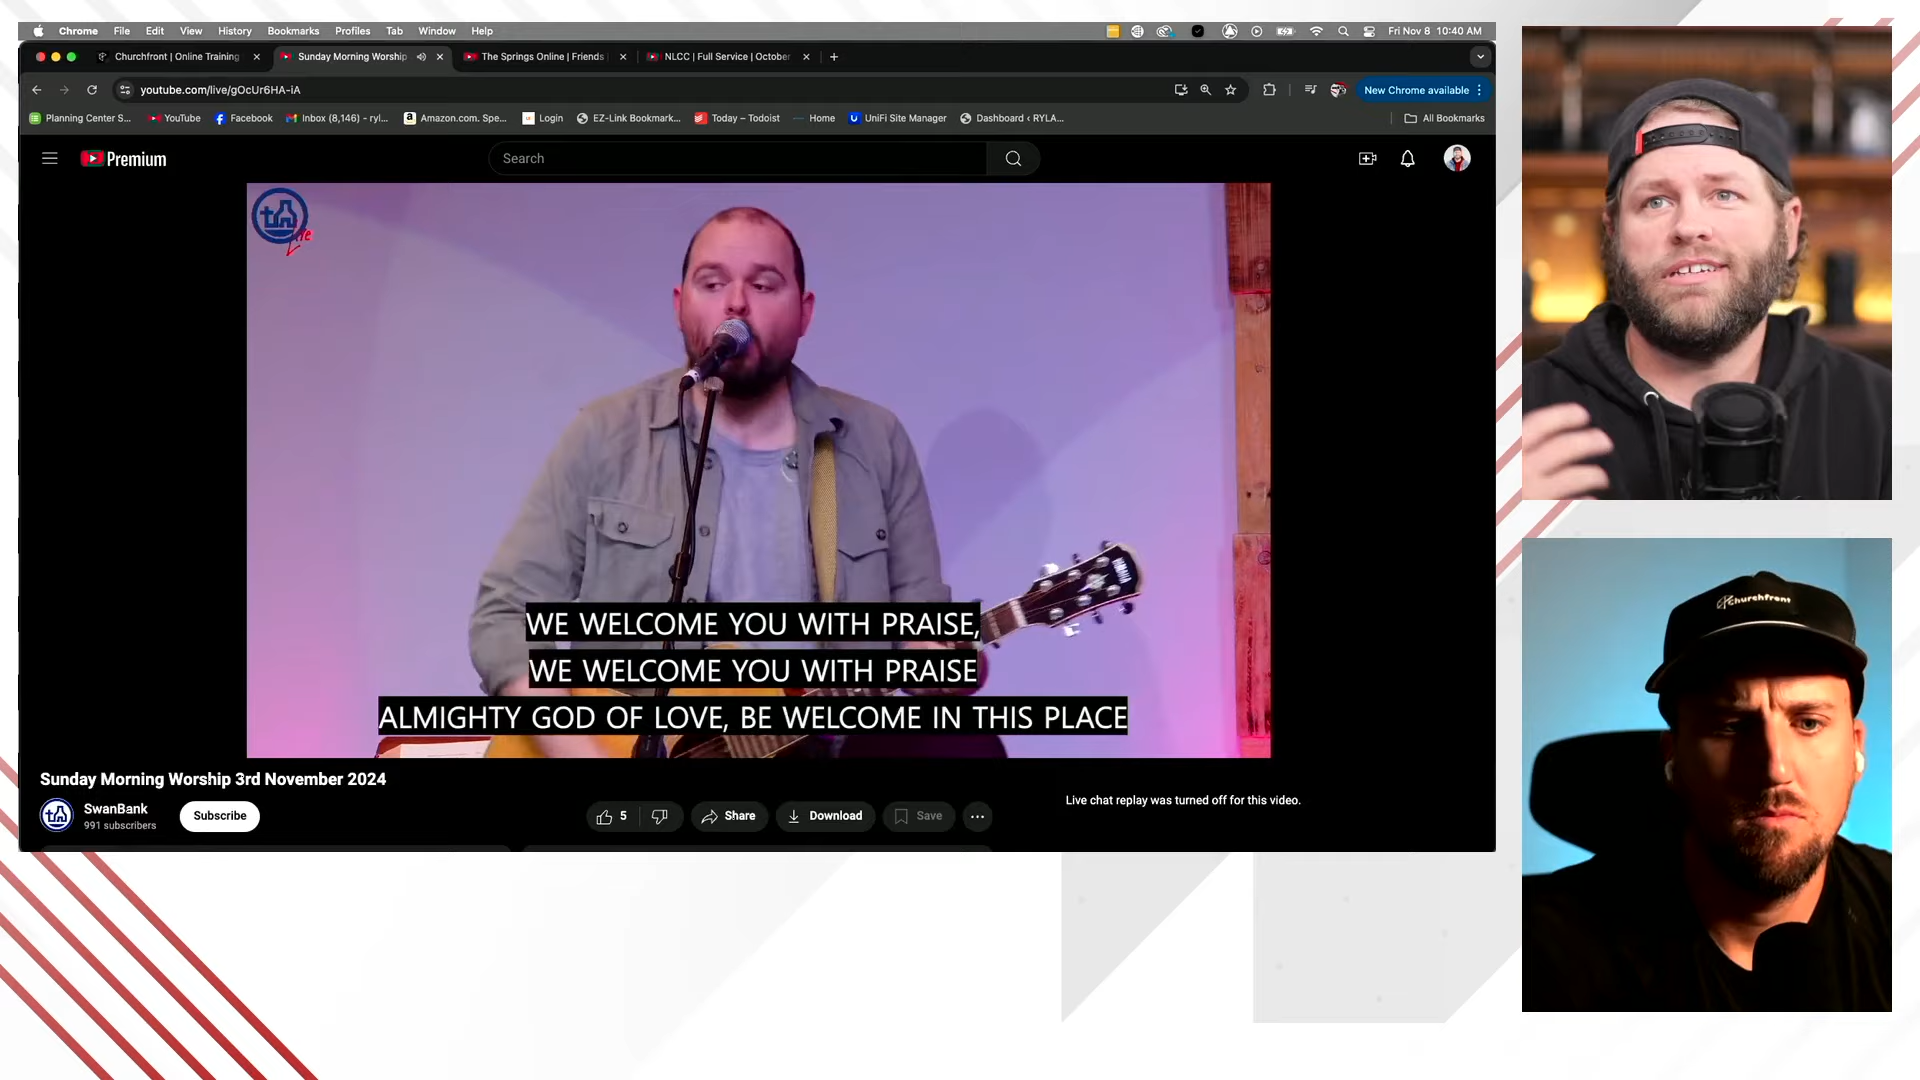 Chrome File Edit View History Bookmarks Profiles Tab Window Help Fri Nov 8 10:40 AM
Churchfront | Online Training Sunday Morning Worship The Springs Online | Friends NLCC | Full Service | October
youtube.com/live/gOcUr6HA-iA New Chrome available
Planning Center S... YouTube Facebook Inbox (8,146) - ryl... Amazon.com. Spe... Login EZ-Link Bookmark... Today – Todoist Home UniFi Site Manager Dashboard ‹ RYLA... All Bookmarks
Premium Search
WE WELCOME YOU WITH PRAISE,
WE WELCOME YOU WITH PRAISE
ALMIGHTY GOD OF LOVE, BE WELCOME IN THIS PLACE
YAMAHA
Sunday Morning Worship 3rd November 2024
SwanBank
991 subscribers
Subscribe
5 Share Download Save
Live chat replay was turned off for this video.
Churchfront